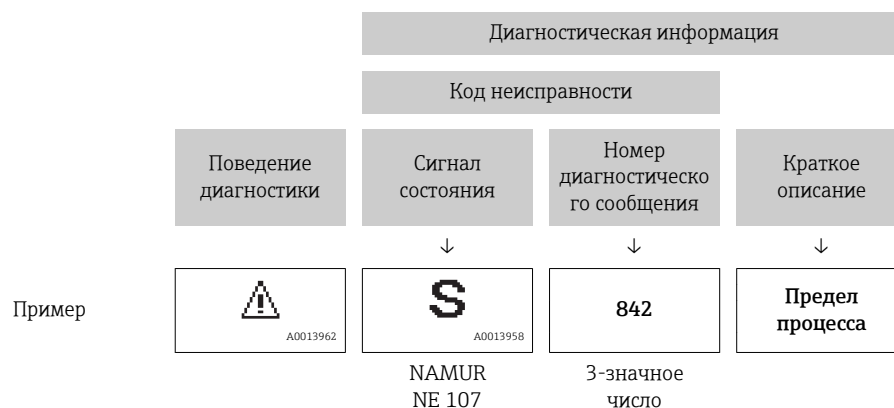 Диагностическая информация
Код неисправности
Поведение
диагностики
Сигнал
состояния
Номер
диагностическо
го сообщения
Краткое
описание
↓ ↓ ↓
Пример
A0013962
S
A0013958
842
Предел
процесса
NAMUR
NE 107
3-значное
число